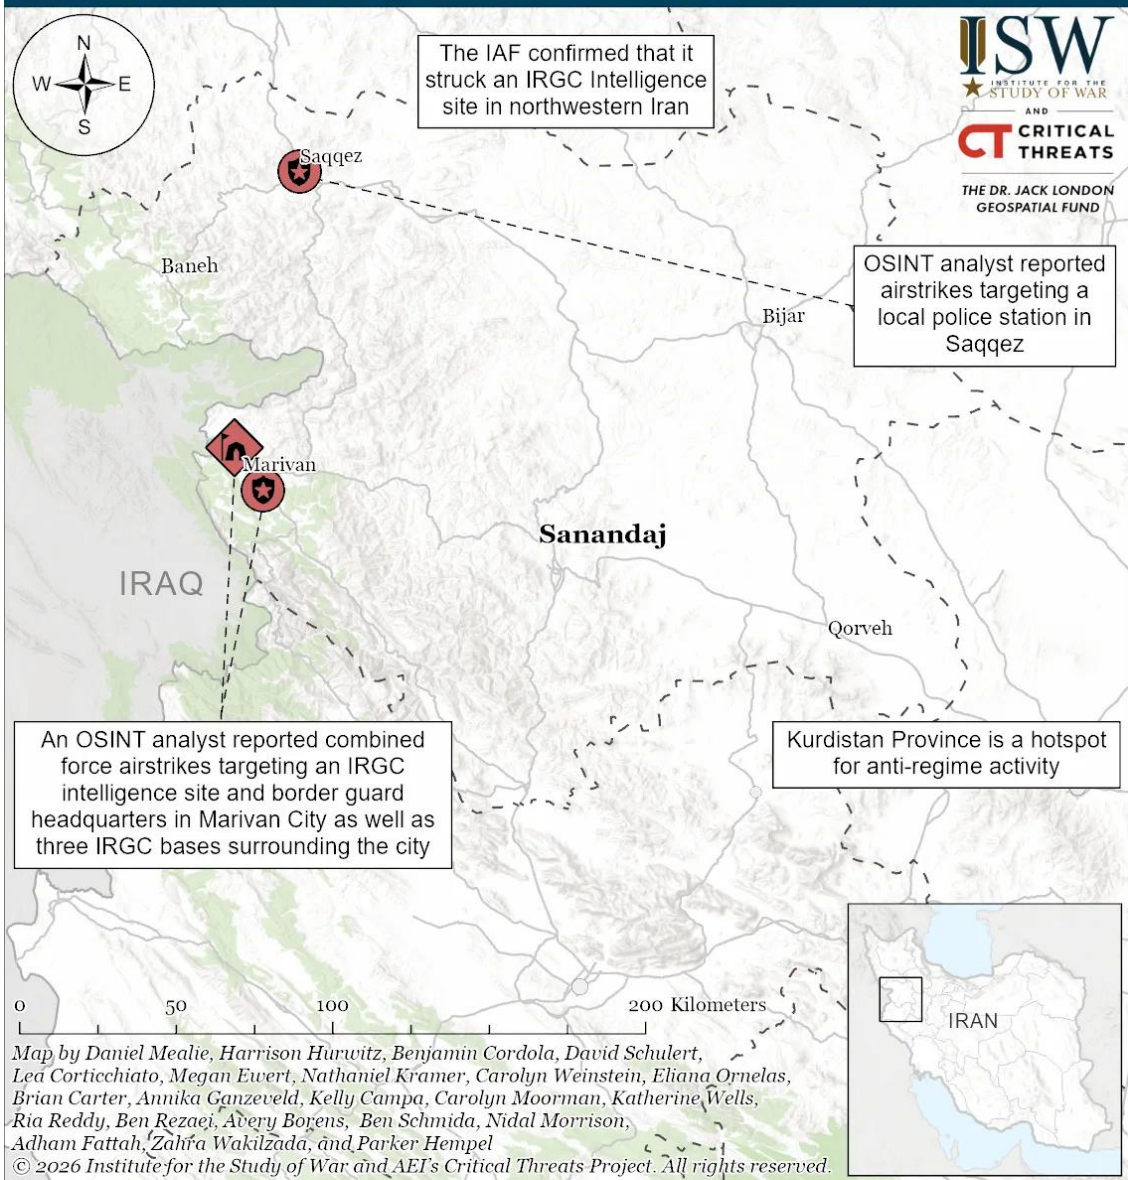 N
W
E
S
The IAF confirmed that it
struck an IRGC Intelligence
site in northwestern Iran
ISW
INSTITUTE FOR THE
STUDY OF WAR
AND
CT CRITICAL
THREATS
THE DR. JACK LONDON
GEOSPATIAL FUND
Saqqez
Baneh
OSINT analyst reported
airstrikes targeting a
local police station in
Saqqez
Bijar
Marivan
Sanandaj
IRAQ
Qorveh
An OSINT analyst reported combined
force airstrikes targeting an IRGC
intelligence site and border guard
headquarters in Marivan City as well as
three IRGC bases surrounding the city
Kurdistan Province is a hotspot
for anti-regime activity
IRAN
0 50 100 200 Kilometers
Map by Daniel Mealie, Harrison Hurwitz, Benjamin Cordola, David Schulert,
Lea Corticchiato, Megan Ewert, Nathaniel Kramer, Carolyn Weinstein, Eliana Ornelas,
Brian Carter, Annika Ganzeveld, Kelly Campa, Carolyn Moorman, Katherine Wells,
Ria Reddy, Ben Rezaei, Avery Borens, Ben Schmida, Nidal Morrison,
Adham Fattah, Zahra Wakilzada, and Parker Hempel
© 2026 Institute for the Study of War and AEI's Critical Threats Project. All rights reserved.